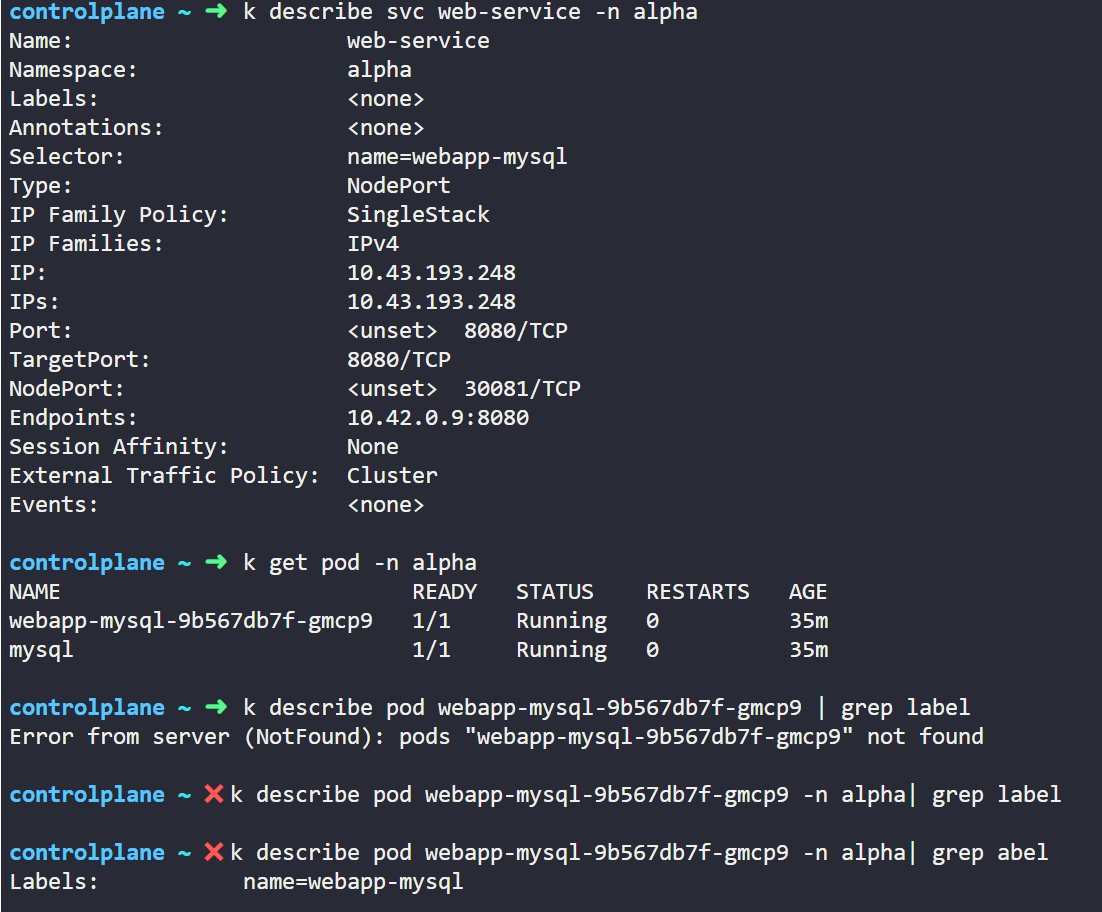 controlplane ~ ➜ k describe svc web-service -n alpha
Name:                     web-service
Namespace:                alpha
Labels:                   <none>
Annotations:              <none>
Selector:                 name=webapp-mysql
Type:                     NodePort
IP Family Policy:         SingleStack
IP Families:              IPv4
IP:                       10.43.193.248
IPs:                      10.43.193.248
Port:                     <unset>  8080/TCP
TargetPort:               8080/TCP
NodePort:                 <unset>  30081/TCP
Endpoints:                10.42.0.9:8080
Session Affinity:         None
External Traffic Policy:  Cluster
Events:                   <none>
controlplane ~ ➜ k get pod -n alpha
NAME                           READY   STATUS    RESTARTS   AGE
webapp-mysql-9b567db7f-gmcp9   1/1     Running   0          35m
mysql                          1/1     Running   0          35m
controlplane ~ ➜ k describe pod webapp-mysql-9b567db7f-gmcp9 | grep label
Error from server (NotFound): pods "webapp-mysql-9b567db7f-gmcp9" not found
controlplane ~ ✖ k describe pod webapp-mysql-9b567db7f-gmcp9 -n alpha| grep label
controlplane ~ ✖ k describe pod webapp-mysql-9b567db7f-gmcp9 -n alpha| grep abel
Labels:           name=webapp-mysql